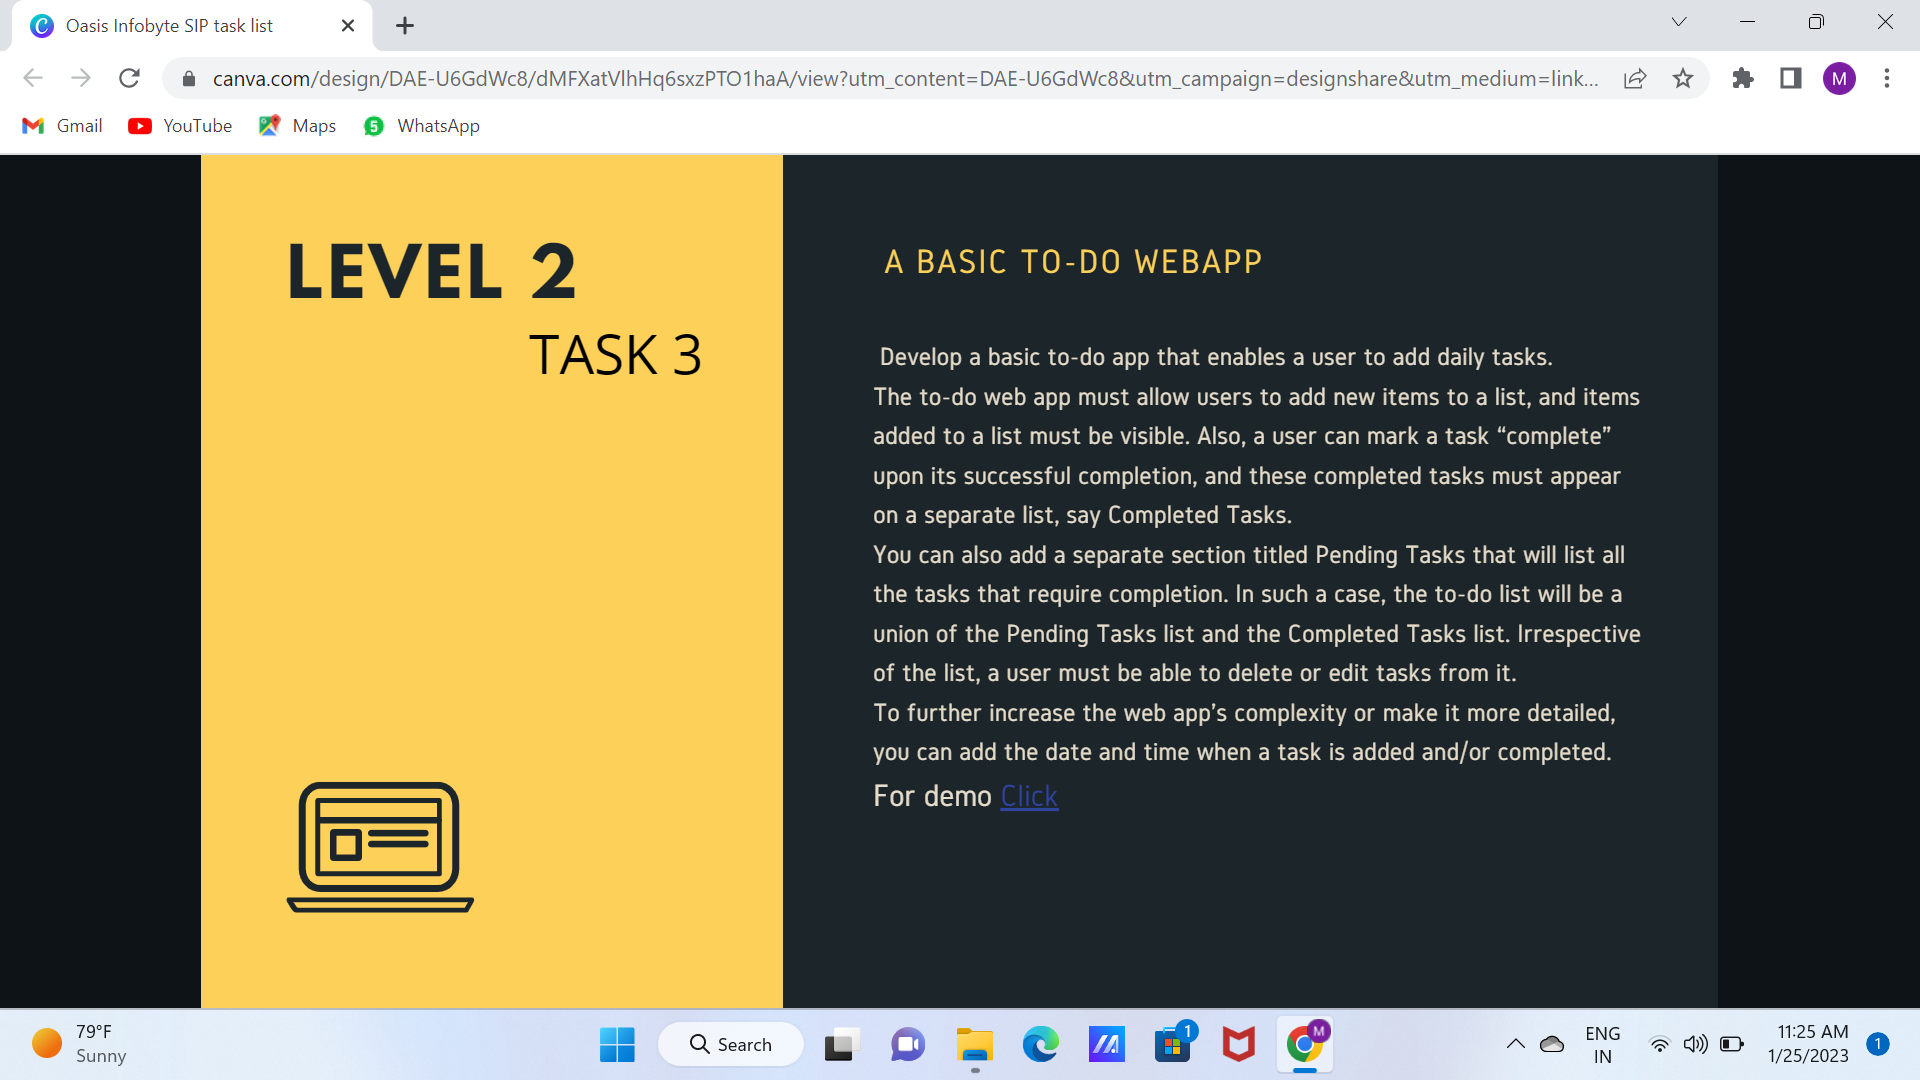 Oasis Infobyte SIP task list
canva.com/design/DAE-U6GdWc8/dMFXatVlhHq6sxzPTO1haA/view?utm_content=DAE-U6GdWc8&utm_campaign=designshare&utm_medium=link...
M
Gmail YouTube Maps 5 WhatsApp
LEVEL 2
TASK 3
A BASIC TO-DO WEBAPP
Develop a basic to-do app that enables a user to add daily tasks.
The to-do web app must allow users to add new items to a list, and items
added to a list must be visible. Also, a user can mark a task “complete”
upon its successful completion, and these completed tasks must appear
on a separate list, say Completed Tasks.
You can also add a separate section titled Pending Tasks that will list all
the tasks that require completion. In such a case, the to-do list will be a
union of the Pending Tasks list and the Completed Tasks list. Irrespective
of the list, a user must be able to delete or edit tasks from it.
To further increase the web app’s complexity or make it more detailed,
you can add the date and time when a task is added and/or completed.
For demo Click
79°F
Sunny
Search
1
M
ENG
IN
11:25 AM
1/25/2023
1